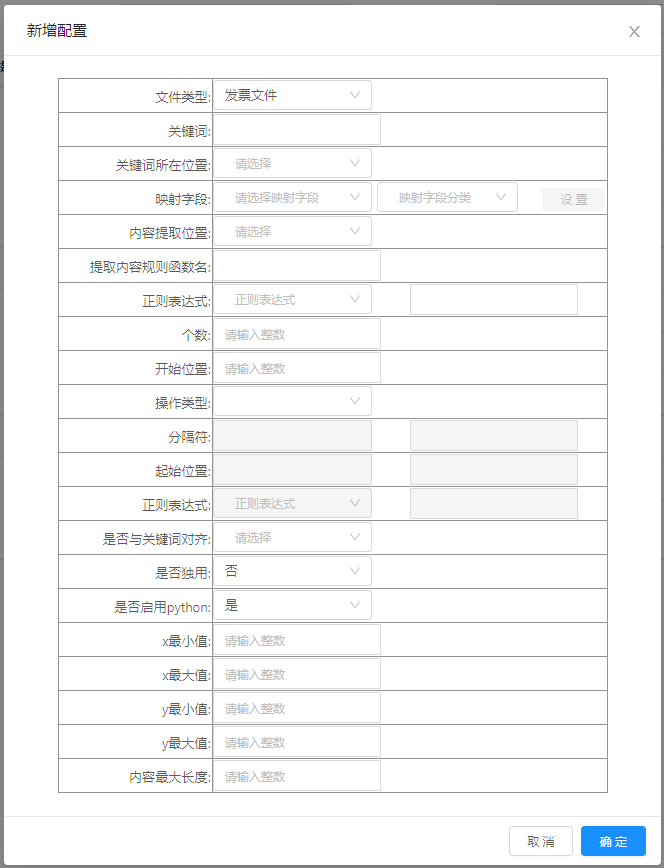 新增配置
文件类型: 发票文件
关键词:
关键词所在位置: 请选择
映射字段: 请选择映射字段 映射字段分类 设 置
内容提取位置: 请选择
提取内容规则函数名:
正则表达式: 正则表达式
个数: 请输入整数
开始位置: 请输入整数
操作类型:
分隔符:
起始位置:
正则表达式: 正则表达式
是否与关键词对齐: 请选择
是否独用: 否
是否启用python: 是
x最小值: 请输入整数
x最大值: 请输入整数
y最小值: 请输入整数
y最大值: 请输入整数
内容最大长度: 请输入整数
取 消 确 定